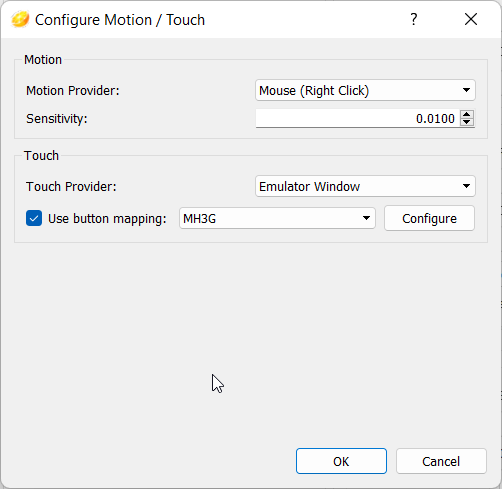 Configure Motion / Touch
?
Motion
Motion Provider: Mouse (Right Click)
Sensitivity: 0.0100
Touch
Touch Provider: Emulator Window
Use button mapping: MH3G Configure
OK Cancel